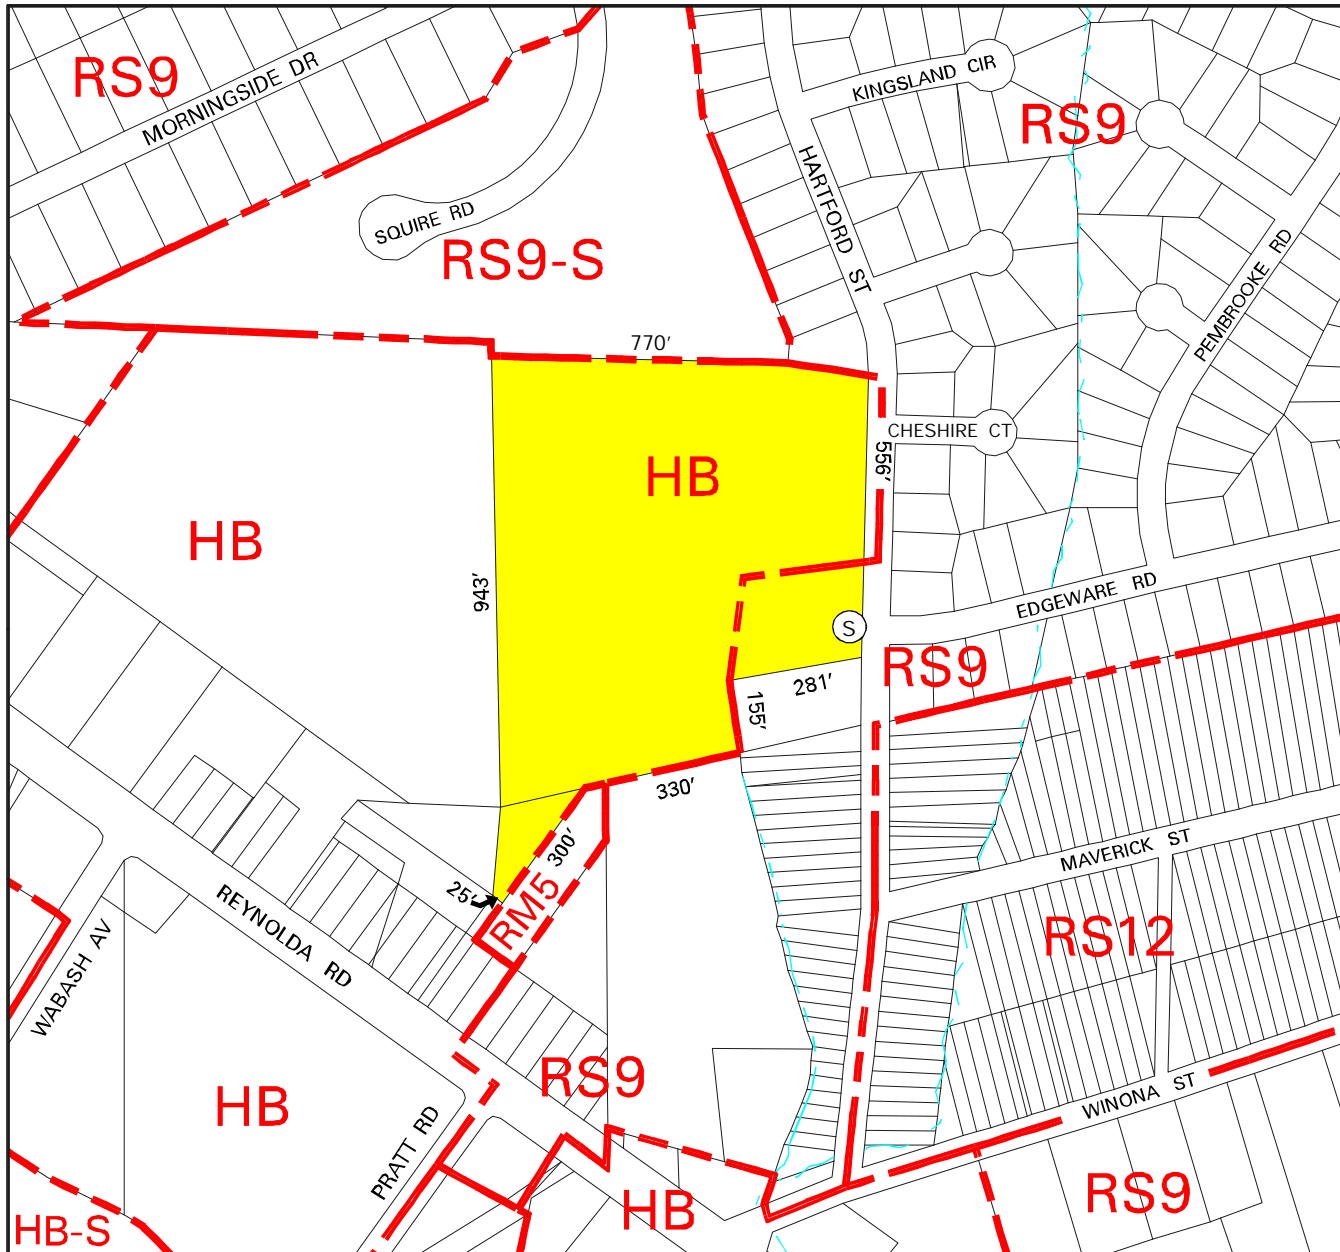 RS9
MORNINGSIDE DR
KINGSLAND CIR
RS9
HARTFORD ST
SQUIRE RD
RS9-S
PEMBROOKE RD
770'
CHESHIRE CT
556'
HB
HB
943'
EDGEWARE RD
S
RS9
281'
155'
330'
300'
MAVERICK ST
25'
RM5
REYNOLDA RD
WABASH AV
RS12
RS9
HB
WINONA ST
PRATT RD
RS9
HB
HB-S